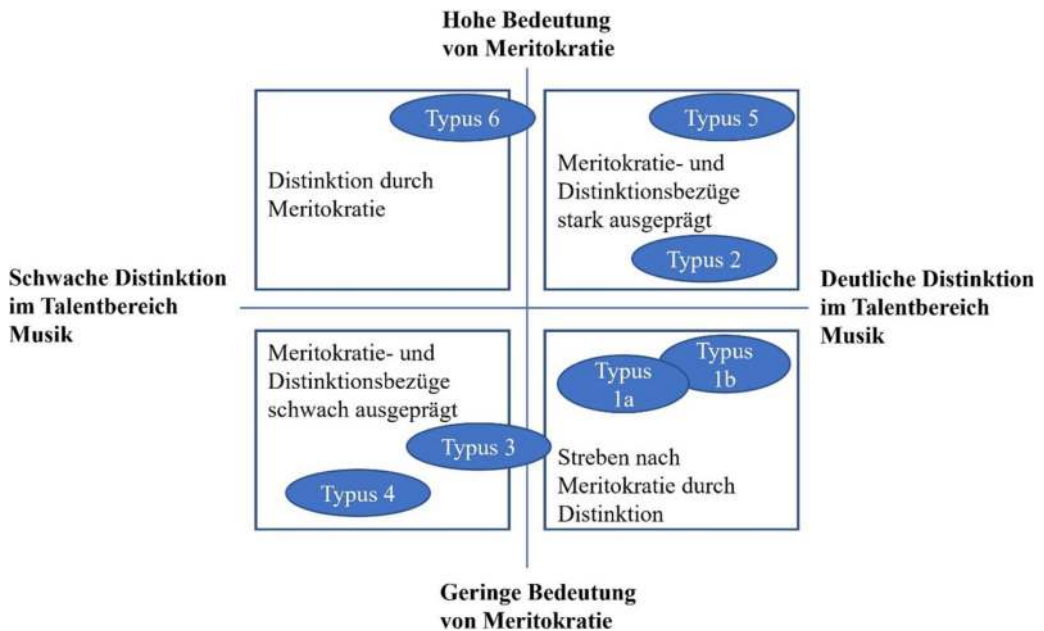 Hohe Bedeutung
von Meritokratie
Typus 6
Distinktion durch
Meritokratie
Typus 5
Meritokratie- und
Distinktionsbezüge
stark ausgeprägt
Typus 2
Schwache Distinktion
im Talentbereich
Musik
Deutliche Distinktion
im Talentbereich
Musik
Meritokratie- und
Distinktionsbezüge
schwach ausgeprägt
Typus 3
Typus 4
Typus
1a
Typus
1b
Streben nach
Meritokratie durch
Distinktion
Geringe Bedeutung
von Meritokratie